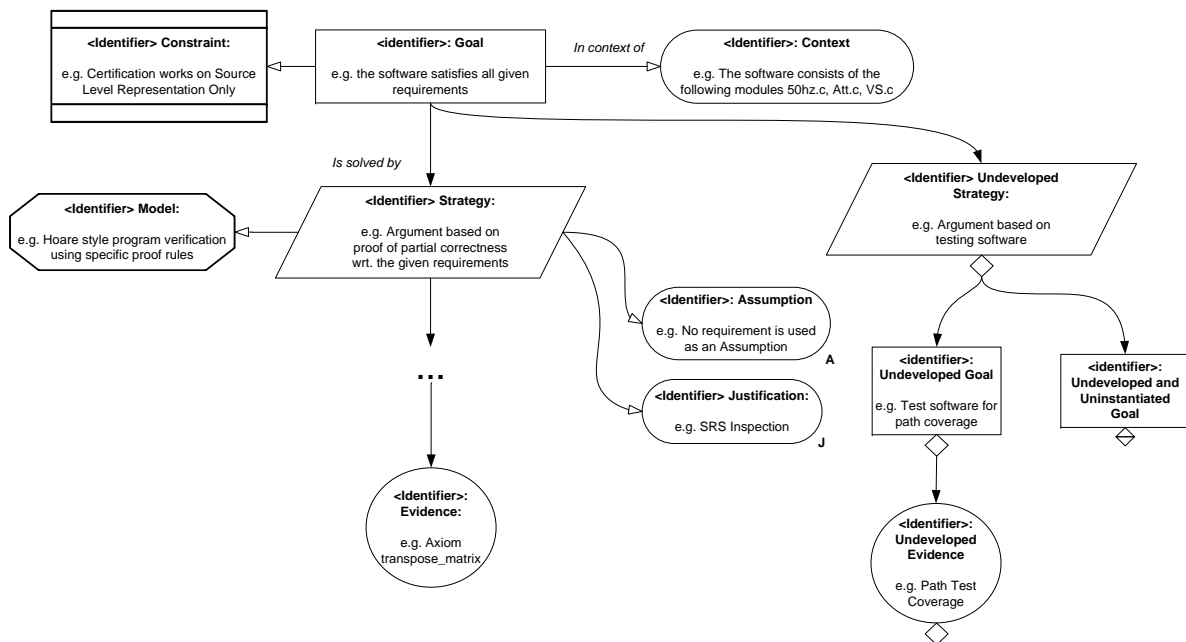 <Identifier> Constraint:
e.g. Certification works on Source
Level Representation Only
<identifier>: Goal
e.g. the software satisfies all given
requirements
In context of
<Identifier>: Context
e.g. The software consists of the
following modules 50hz.c, Att.c, VS.c
Is solved by
<Identifier> Model:
e.g. Hoare style program verification
using specific proof rules
<Identifier> Strategy:
e.g. Argument based on
proof of partial correctness
wrt. the given requirements
<Identifier> Undeveloped
Strategy:
e.g. Argument based on
testing software
<Identifier>: Assumption
e.g. No requirement is used
as an Assumption
A
...
<Identifier> Justification:
e.g. SRS Inspection
J
<identifier>:
Undeveloped Goal
e.g. Test software for
path coverage
<identifier>:
Undeveloped and
Uninstantiated
Goal
<Identifier>:
Evidence:
e.g. Axiom
transpose_matrix
<Identifier>:
Undeveloped
Evidence
e.g. Path Test
Coverage